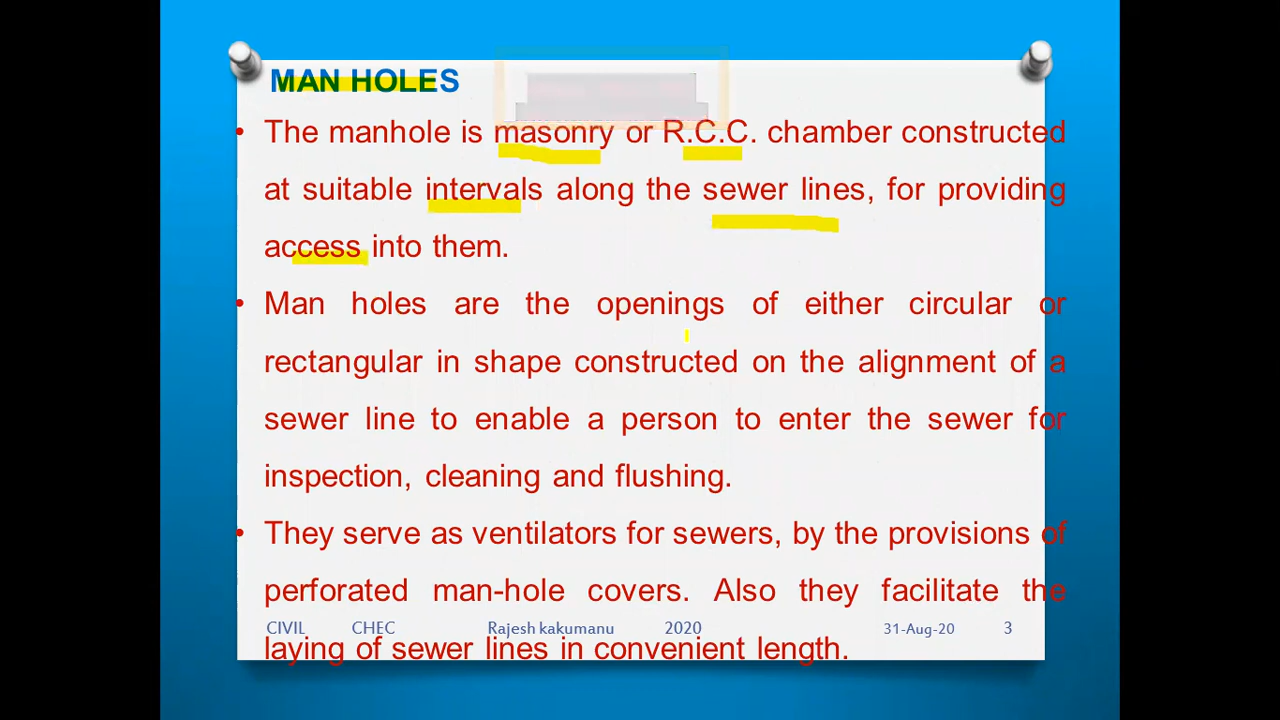 MAN HOLES
• The manhole is masonry or R.C.C. chamber constructed
at suitable intervals along the sewer lines, for providing
access into them.
• Man holes are the openings of either circular or
rectangular in shape constructed on the alignment of a
sewer line to enable a person to enter the sewer for
inspection, cleaning and flushing.
• They serve as ventilators for sewers, by the provisions of
perforated man-hole covers. Also they facilitate the
CIVIL CHEC Rajesh kakumanu 2020 31-Aug-20 3
laying of sewer lines in convenient length.